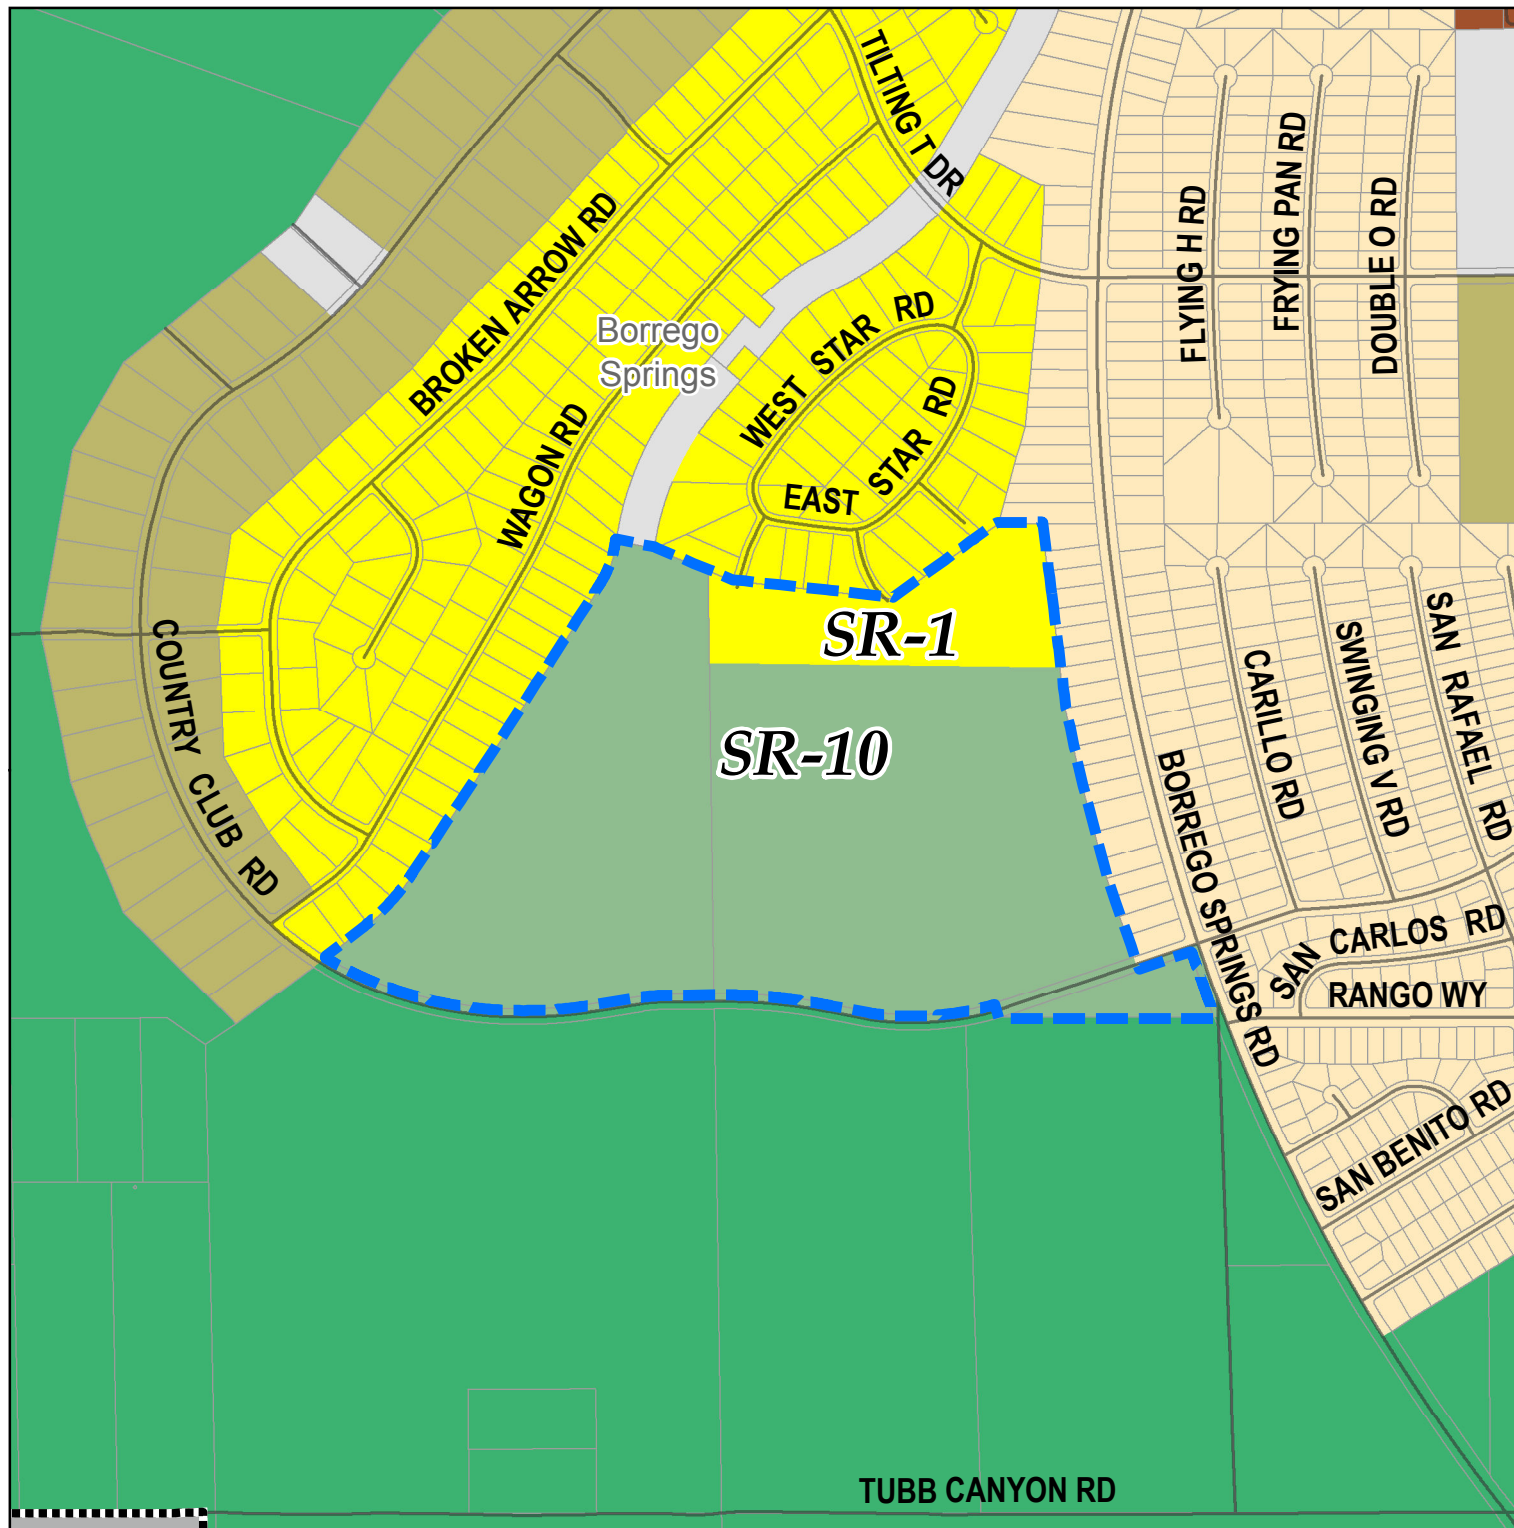 TILTING T DR
FLYING H RD
FRYING PAN RD
DOUBLE O RD
BROKEN ARROW RD
Borrego
Springs
WEST STAR RD
EAST STAR RD
WAGON RD
SR-1
SR-10
COUNTRY CLUB RD
BORREGO SPRINGS RD
CARILLO RD
SWINGING V RD
SAN RAFAEL RD
SAN CARLOS RD
RANGO WY
SAN BENITO RD
TUBB CANYON RD